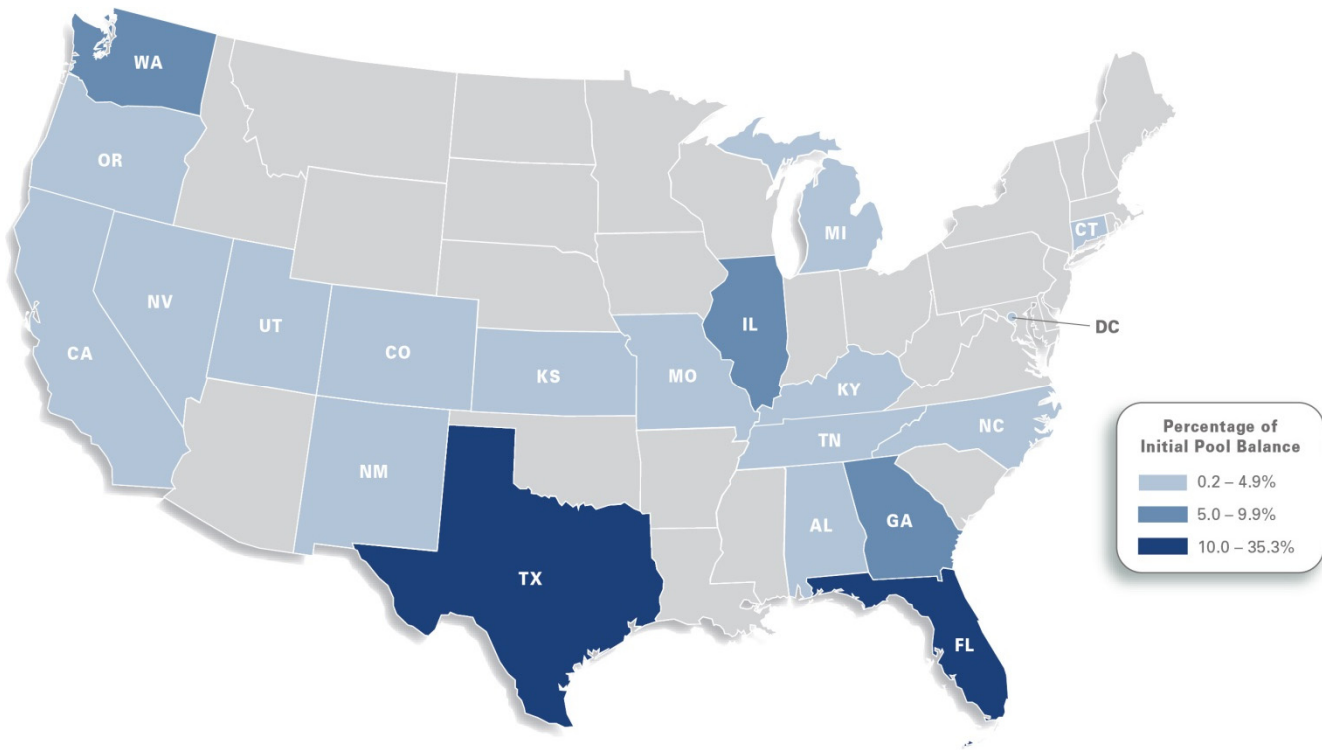 WA
OR
MI
CT
NV
IL
DC
UT
CO
CA
KS
MO
KY
NC
TN
NM
AL
GA
TX
FL
Percentage of
Initial Pool Balance
0.2 – 4.9%
5.0 – 9.9%
10.0 – 35.3%